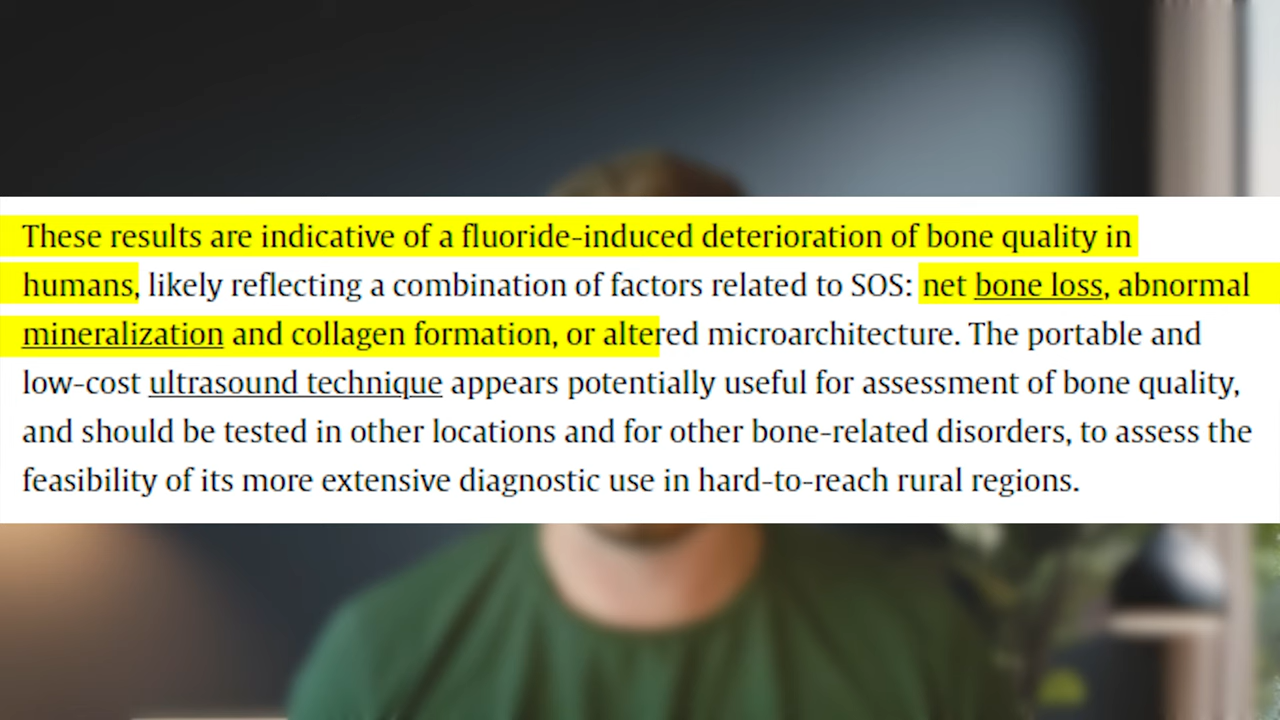 These results are indicative of a fluoride-induced deterioration of bone quality in
humans, likely reflecting a combination of factors related to SOS: net bone loss, abnormal
mineralization and collagen formation, or altered microarchitecture. The portable and
low-cost ultrasound technique appears potentially useful for assessment of bone quality,
and should be tested in other locations and for other bone-related disorders, to assess the
feasibility of its more extensive diagnostic use in hard-to-reach rural regions.